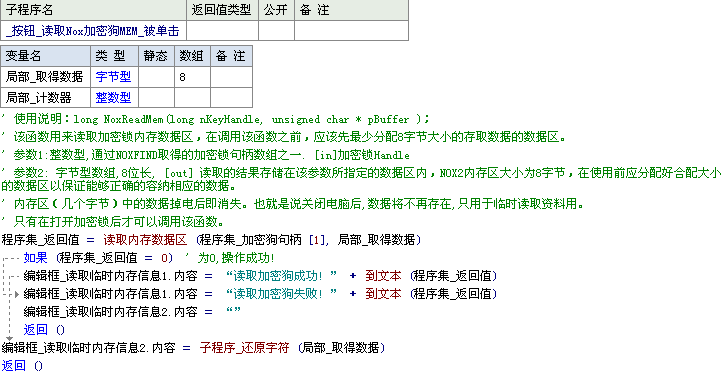 子程序名 返回值类型 公开 备 注
_按钮_读取Nox加密狗MEM_被单击
变量名 类 型 静态 数组 备 注
局部_取得数据 字节型 8
局部_计数器 整数型
' 使用说明：long NoxReadMem(long nKeyHandle, unsigned char * pBuffer );
' 该函数用来读取加密锁内存数据区，在调用该函数之前，应该先最少分配8字节大小的存取数据的数据区。
' 参数1:整数型,通过NOXFIND取得的加密锁句柄数组之一. [in]加密锁Handle
' 参数2: 字节型数组,8位长, [out] 读取的结果存储在该参数所指定的数据区内，NOX2内存区大小为8字节，在使用前应分配好合配大小
的数据区以保证能够正确的容纳相应的数据。
' 内存区（几个字节）中的数据掉电后即消失。也就是说关闭电脑后,数据将不再存在,只用于临时读取资料用。
' 只有在打开加密锁后才可以调用该函数。
程序集_返回值 ＝ 读取内存数据区 (程序集_加密狗句柄 [1], 局部_取得数据)
如果 (程序集_返回值 ＝ 0) ' 为0,操作成功!
编辑框_读取临时内存信息1.内容 ＝ “读取加密狗成功! ” ＋ 到文本 (程序集_返回值)
编辑框_读取临时内存信息1.内容 ＝ “读取加密狗失败! ” ＋ 到文本 (程序集_返回值)
编辑框_读取临时内存信息2.内容 ＝ “”
返回 ()
编辑框_读取临时内存信息2.内容 ＝ 子程序_还原字符 (局部_取得数据)
返回 ()